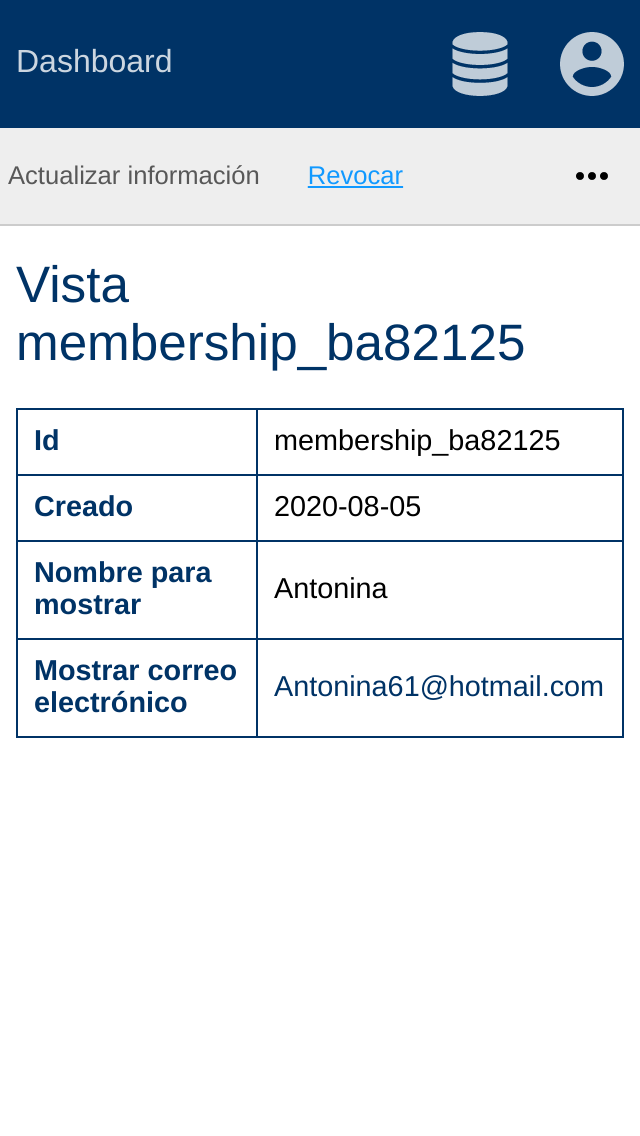 Dashboard
Actualizar información Revocar
Vista
membership_ba82125
Id membership_ba82125
Creado 2020-08-05
Nombre para
mostrar
Antonina
Mostrar correo
electrónico
Antonina61@hotmail.com